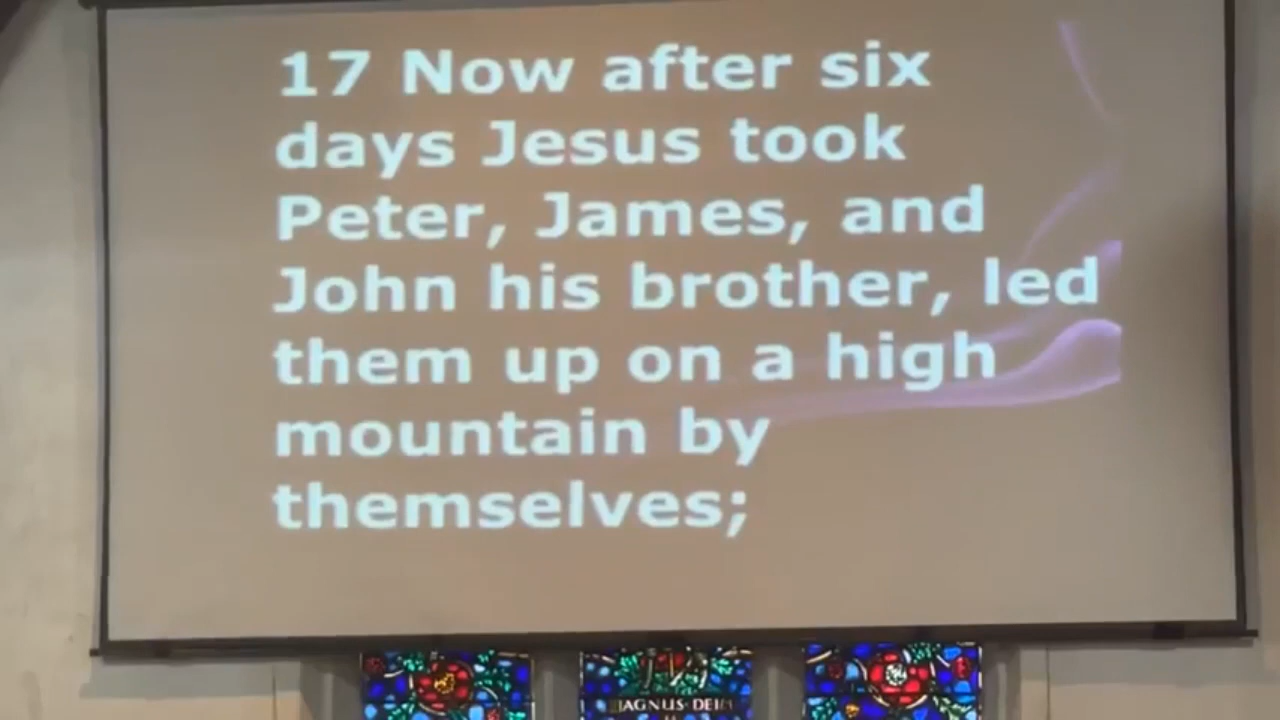 17 Now after six
days Jesus took
Peter, James, and
John his brother, led
them up on a high
mountain by
themselves;
AGNUS·DEI